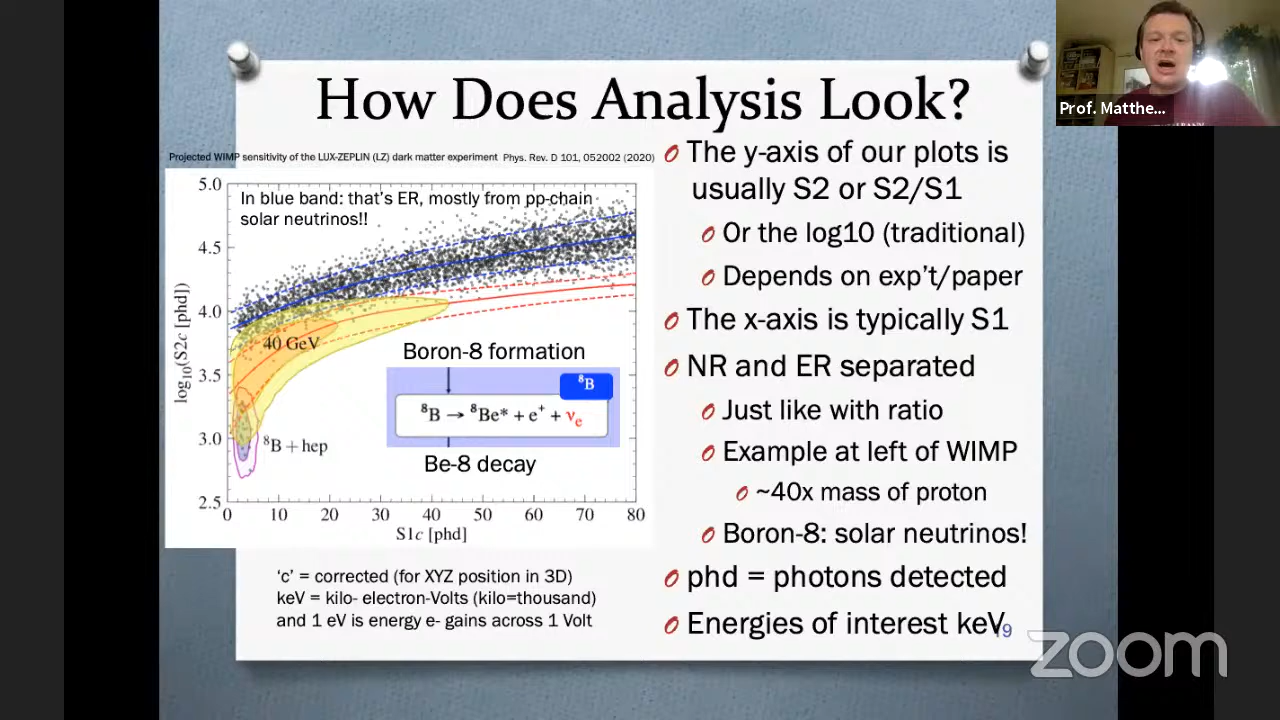 How Does Analysis Look?
Prof. Matthe...
Projected WIMP sensitivity of the LUX-ZEPLIN (LZ) dark matter experiment Phys. Rev. D 101, 052002 (2020)
In blue band: that's ER, mostly from pp-chain
solar neutrinos!!
5.0
4.5
4.0
3.5
3.0
2.5
log10(S2c [phd])
40 GeV
⁸B + hep
Boron-8 formation
⁸B
⁸B → ⁸Be* + e⁺ + νe
Be-8 decay
0 10 20 30 40 50 60 70 80
S1c [phd]
'c' = corrected (for XYZ position in 3D)
keV = kilo- electron-Volts (kilo=thousand)
and 1 eV is energy e- gains across 1 Volt
The y-axis of our plots is
usually S2 or S2/S1
Or the log10 (traditional)
Depends on exp't/paper
The x-axis is typically S1
NR and ER separated
Just like with ratio
Example at left of WIMP
~40x mass of proton
Boron-8: solar neutrinos!
phd = photons detected
Energies of interest keV
zoom